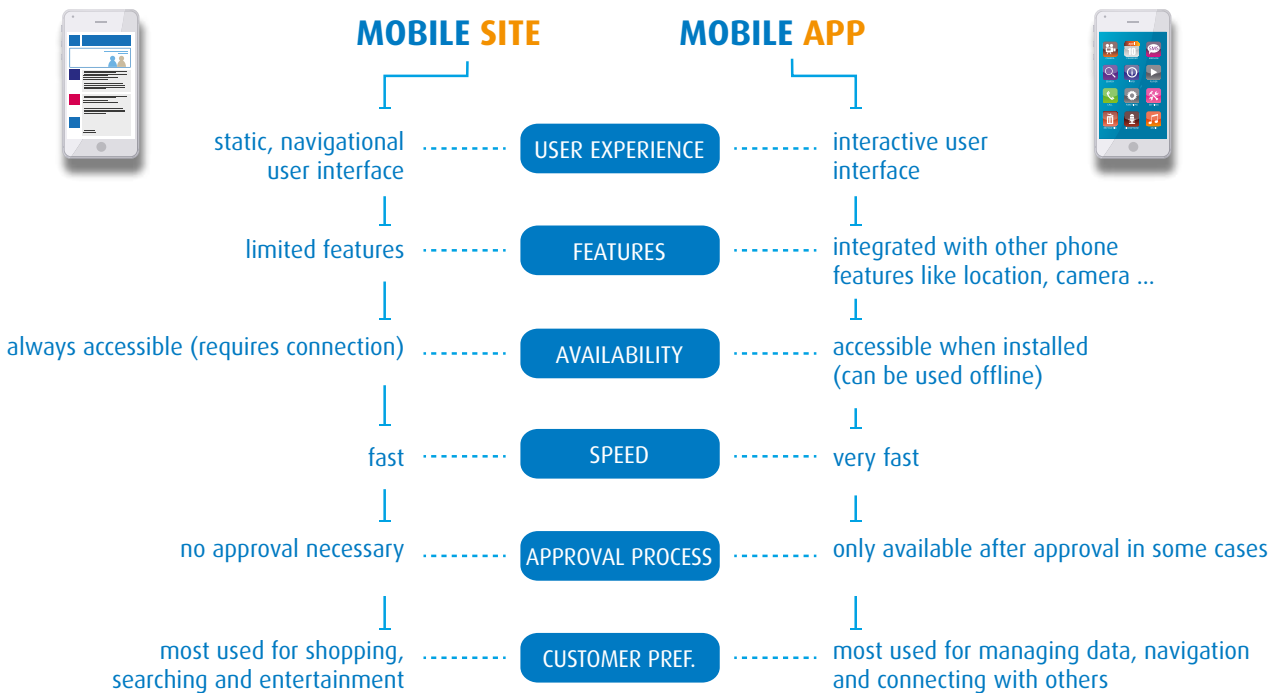 MOBILE SITE
MOBILE APP
static, navigational
user interface
USER EXPERIENCE
interactive user
interface
limited features
FEATURES
integrated with other phone
features like location, camera ...
always accessible (requires connection)
AVAILABILITY
accessible when installed
(can be used offline)
fast
SPEED
very fast
no approval necessary
APPROVAL PROCESS
only available after approval in some cases
most used for shopping,
searching and entertainment
CUSTOMER PREF.
most used for managing data, navigation
and connecting with others